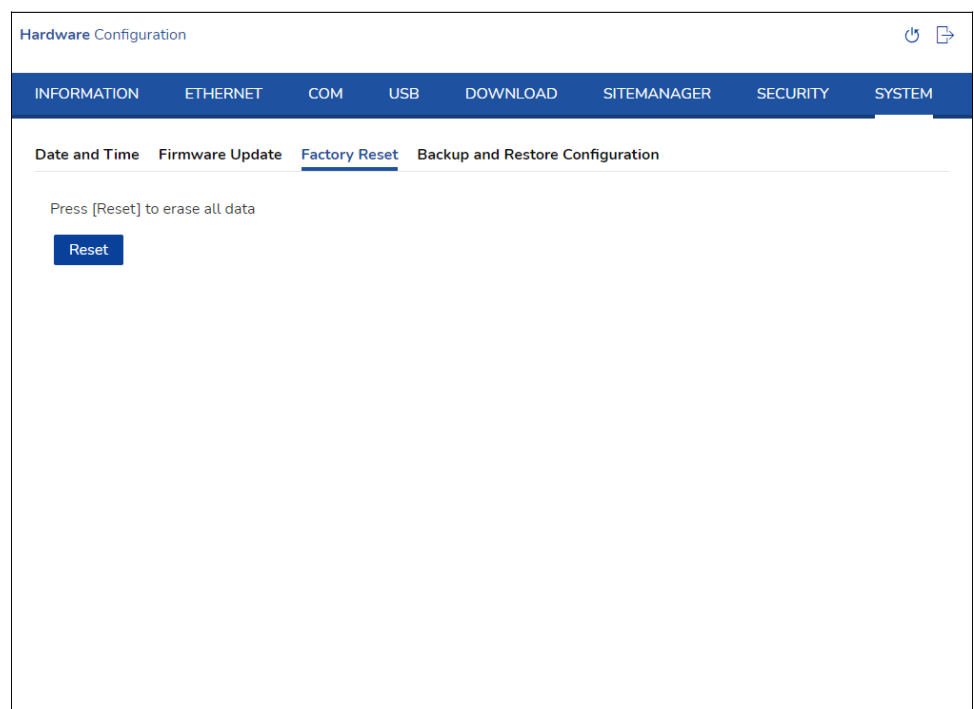 Hardware Configuration
INFORMATION ETHERNET COM USB DOWNLOAD SITEMANAGER SECURITY SYSTEM
Date and Time Firmware Update Factory Reset Backup and Restore Configuration
Press [Reset] to erase all data
Reset